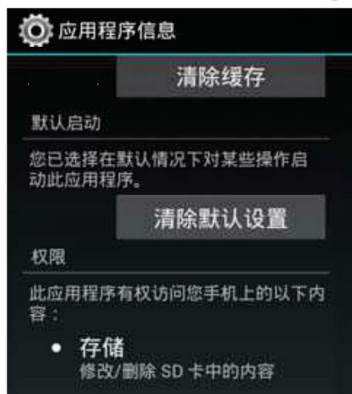 应用程序信息
清除缓存
默认启动
您已选择在默认情况下对某些操作启
动此应用程序。
清除默认设置
权限
此应用程序有权访问您手机上的以下内
容：
• 存储
修改/删除 SD 卡中的内容